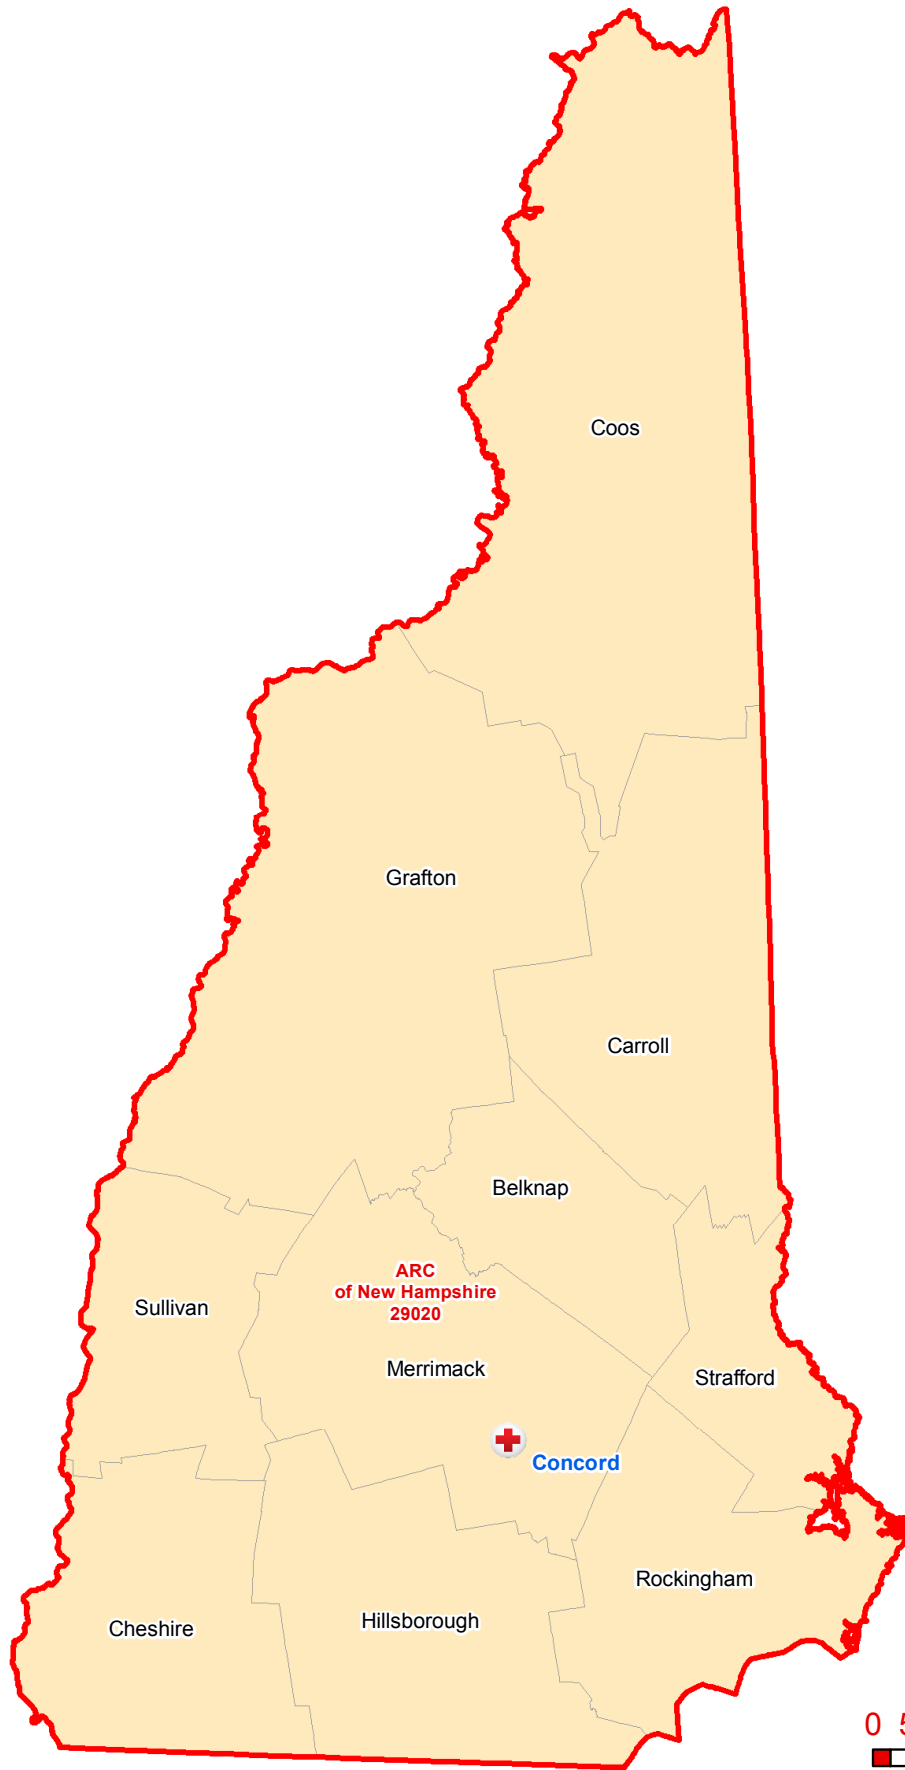 Coos
Grafton
Carroll
Belknap
ARC
of New Hampshire
29020
Sullivan
Merrimack
Strafford
Concord
Rockingham
Hillsborough
Cheshire
0